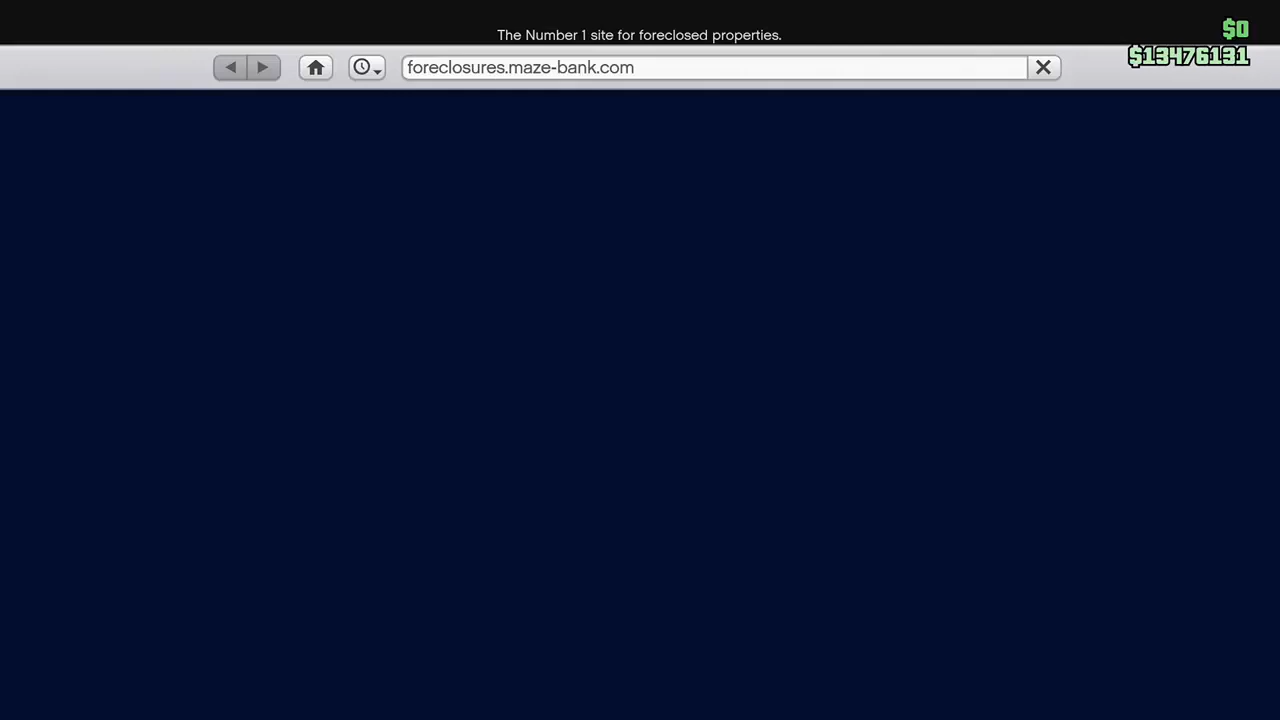 The Number 1 site for foreclosed properties.
$0
foreclosures.maze-bank.com
$13476131